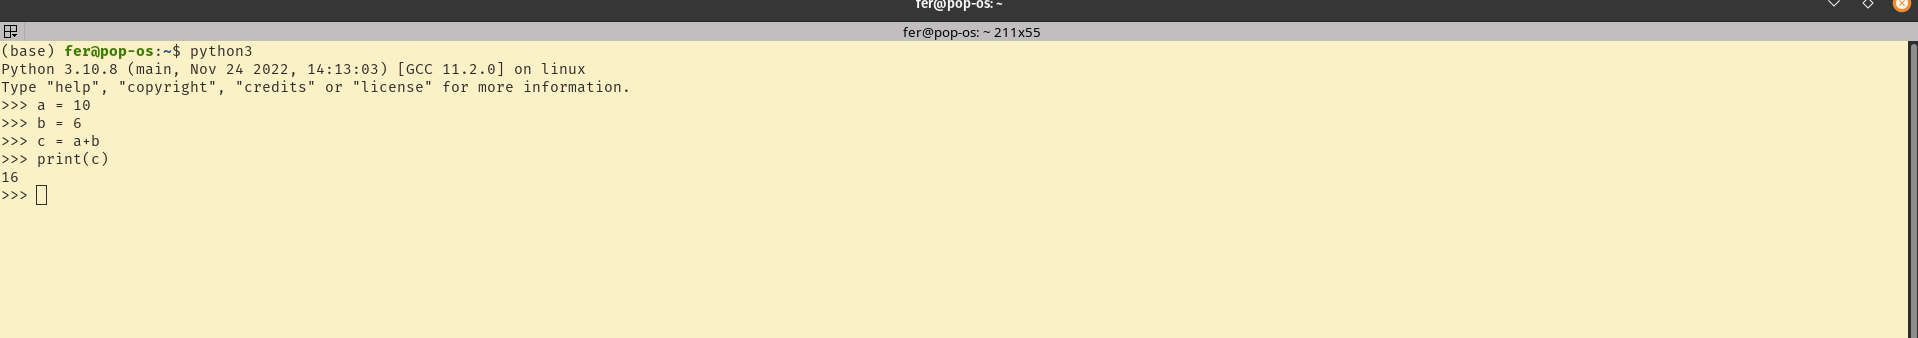 fer@pop-os: ~
fer@pop-os: ~ 211x55
(base) fer@pop-os:~$ python3
Python 3.10.8 (main, Nov 24 2022, 14:13:03) [GCC 11.2.0] on linux
Type "help", "copyright", "credits" or "license" for more information.
>>> a = 10
>>> b = 6
>>> c = a+b
>>> print(c)
16
>>>